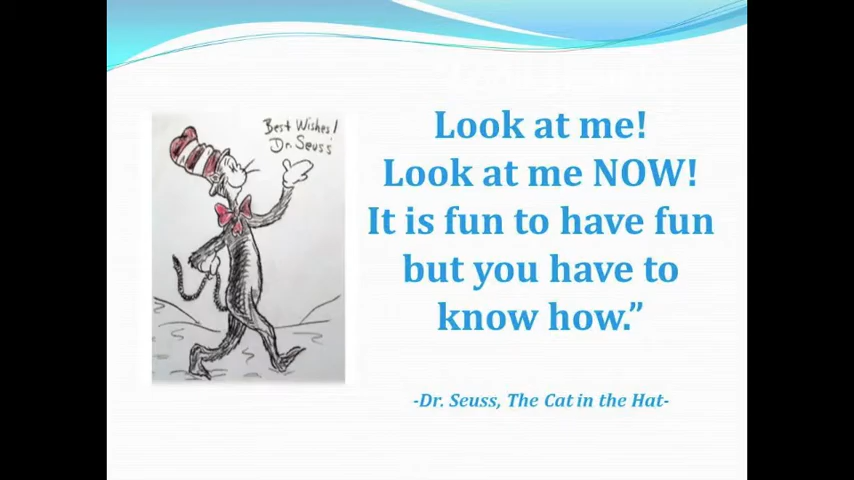 Best Wishes!
Dr. Seuss
Look at me!
Look at me NOW!
It is fun to have fun
but you have to
know how.”
-Dr. Seuss, The Cat in the Hat-